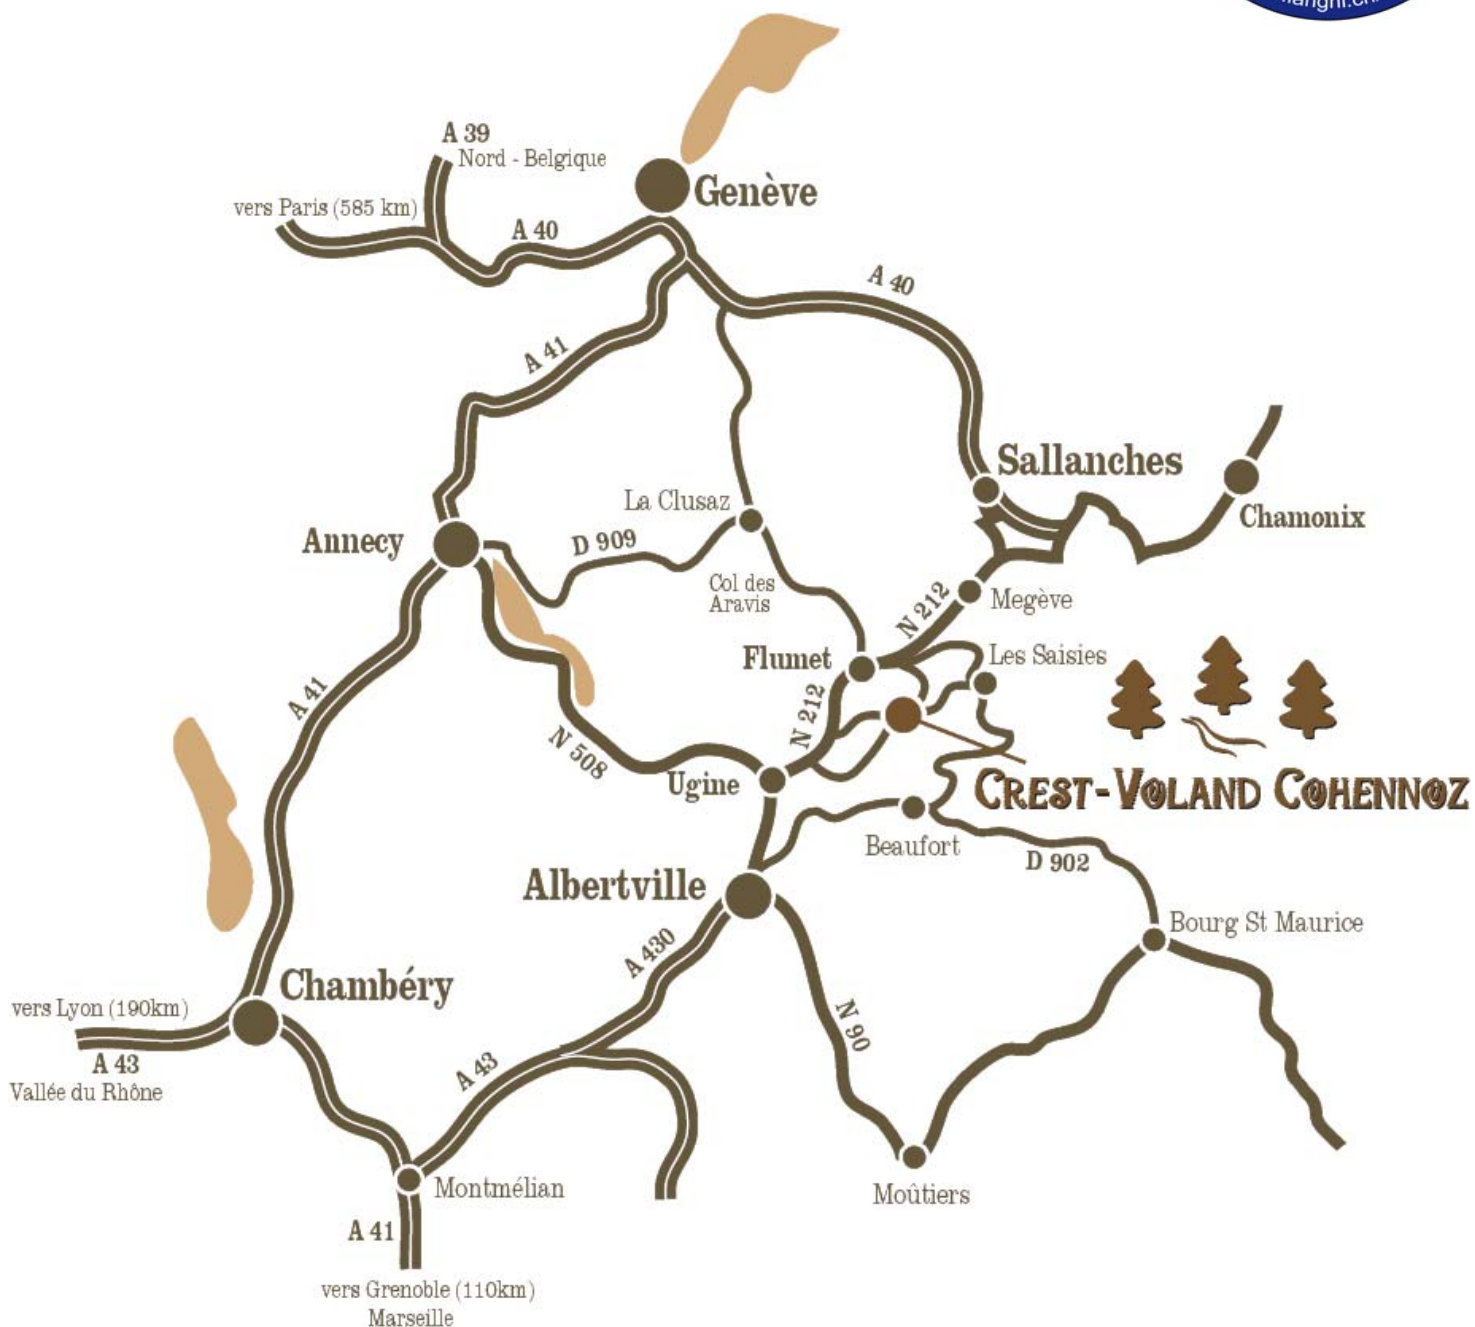 A 39
Nord - Belgique
vers Paris (585 km)
Genève
A 40
A 40
A 41
Sallanches
La Clusaz
Chamonix
Annecy
D 909
Col des
Aravis
N 212
Megève
Flumet
Les Saisies
A 41
N 212
N 508
Ugine
CREST-VOLAND COHENNOZ
Beaufort
D 902
Albertville
Bourg St Maurice
A 430
Chambéry
vers Lyon (190km)
A 43
Vallée du Rhône
N 90
A 43
Montmélian
Moûtiers
A 41
vers Grenoble (110km)
Marseille